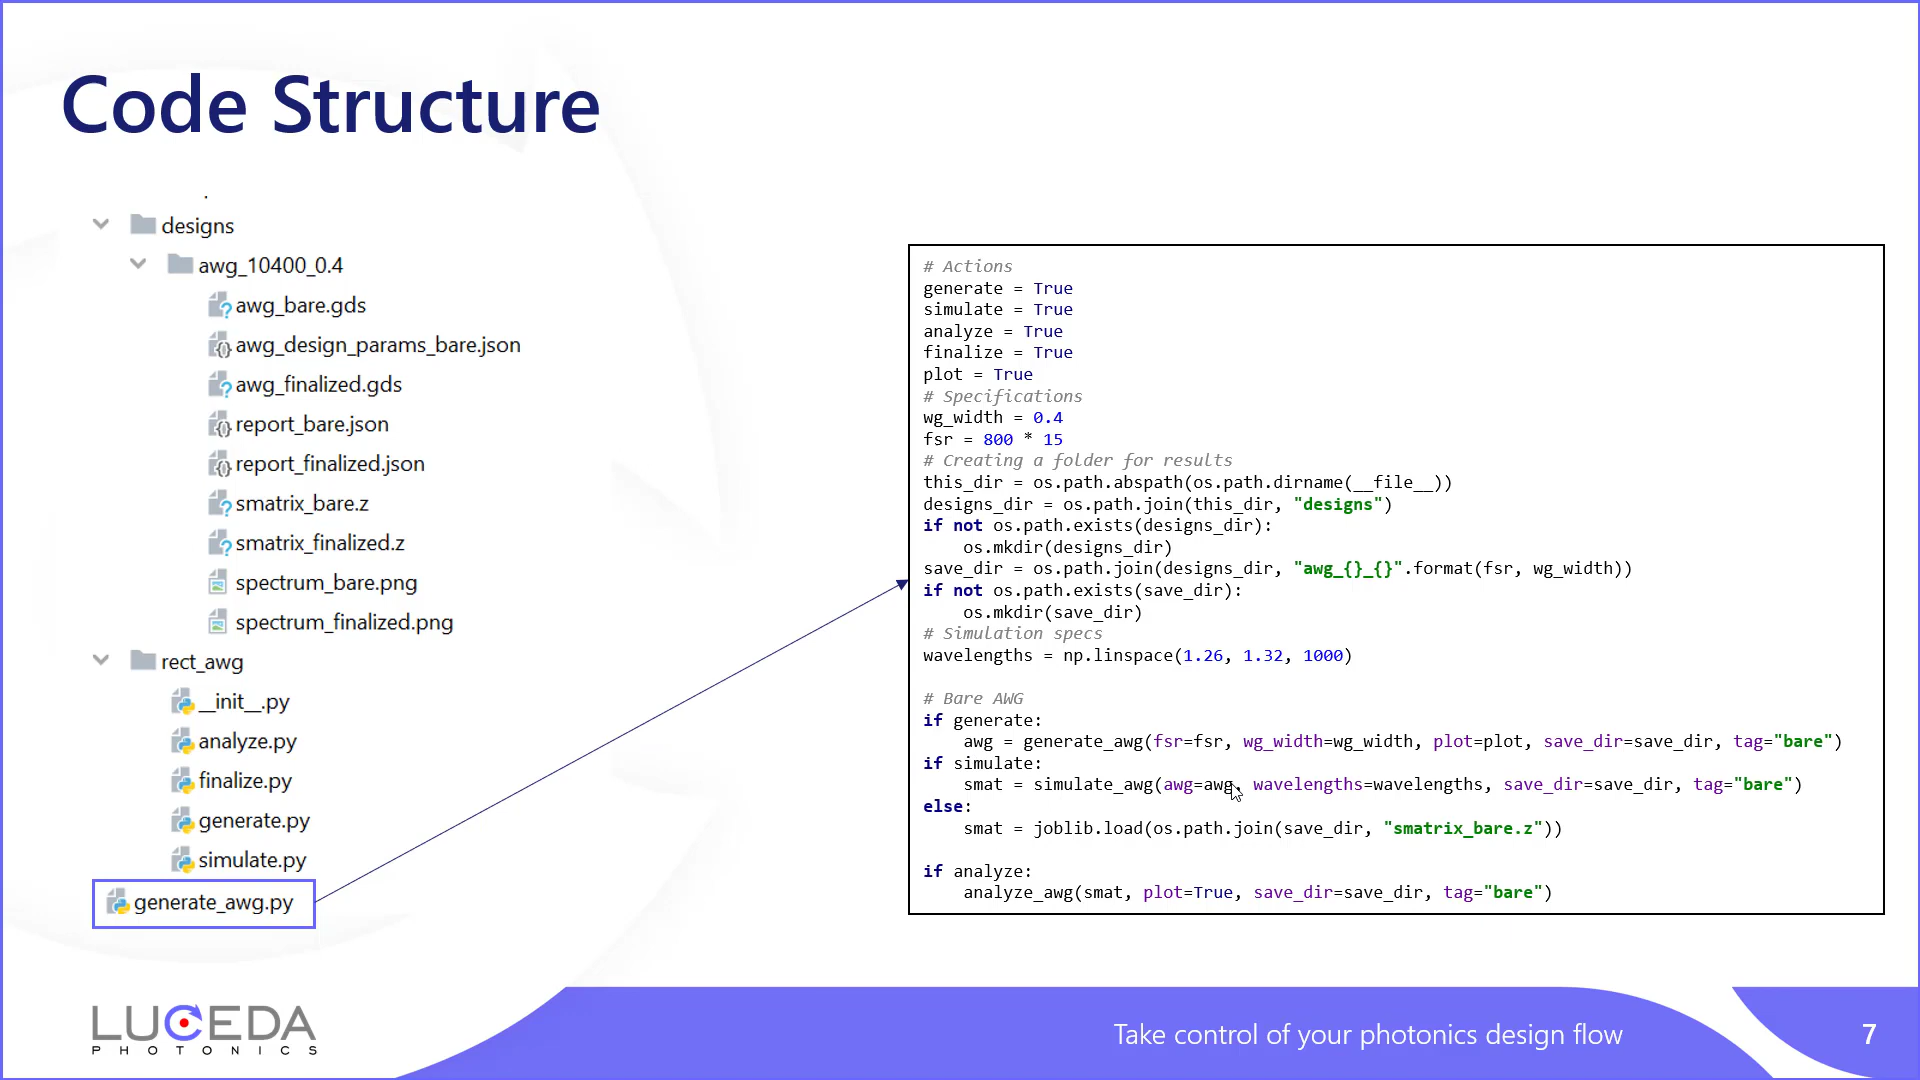 Code Structure
designs
awg_10400_0.4
awg_bare.gds
awg_design_params_bare.json
awg_finalized.gds
report_bare.json
report_finalized.json
smatrix_bare.z
smatrix_finalized.z
spectrum_bare.png
spectrum_finalized.png
rect_awg
__init__.py
analyze.py
finalize.py
generate.py
simulate.py
generate_awg.py
# Actions
generate = True
simulate = True
analyze = True
finalize = True
plot = True
# Specifications
wg_width = 0.4
fsr = 800 * 15
# Creating a folder for results
this_dir = os.path.abspath(os.path.dirname(__file__))
designs_dir = os.path.join(this_dir, "designs")
if not os.path.exists(designs_dir):
    os.mkdir(designs_dir)
save_dir = os.path.join(designs_dir, "awg_{}_{}".format(fsr, wg_width))
if not os.path.exists(save_dir):
    os.mkdir(save_dir)
# Simulation specs
wavelengths = np.linspace(1.26, 1.32, 1000)
# Bare AWG
if generate:
    awg = generate_awg(fsr=fsr, wg_width=wg_width, plot=plot, save_dir=save_dir, tag="bare")
if simulate:
    smat = simulate_awg(awg=awg, wavelengths=wavelengths, save_dir=save_dir, tag="bare")
else:
    smat = joblib.load(os.path.join(save_dir, "smatrix_bare.z"))
if analyze:
    analyze_awg(smat, plot=True, save_dir=save_dir, tag="bare")
LUCEDA
PHOTONICS
Take control of your photonics design flow
7